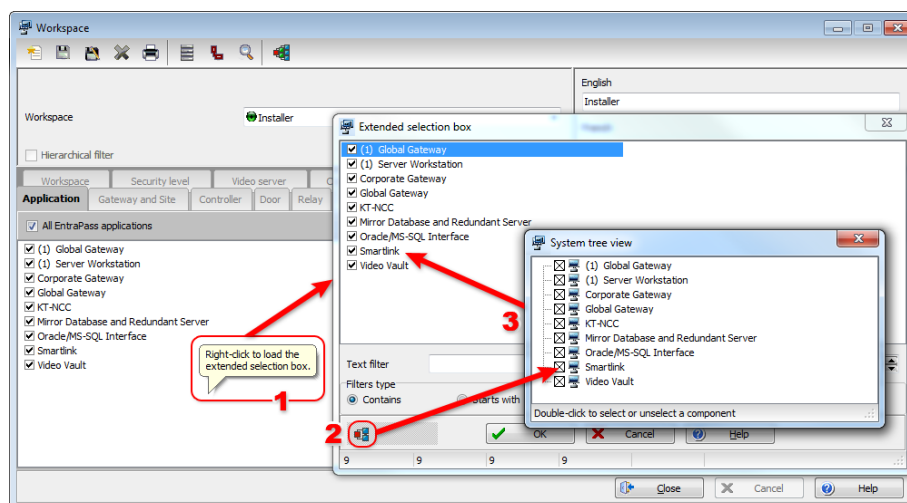 Workspace
English
Installer
Workspace
Installer
Hierarchical filter
Workspace Security level Video server
Application Gateway and Site Controller Door Relay
All EntraPass applications
(1) Global Gateway
(1) Server Workstation
Corporate Gateway
Global Gateway
KT-NCC
Mirror Database and Redundant Server
Oracle/MS-SQL Interface
Smartlink
Video Vault
Right-click to load the
extended selection box.
1
Extended selection box
(1) Global Gateway
(1) Server Workstation
Corporate Gateway
Global Gateway
KT-NCC
Mirror Database and Redundant Server
Oracle/MS-SQL Interface
Smartlink
Video Vault
3
Text filter
Filters type
Contains Starts with
2
OK Cancel Help
9 9 9 9
System tree view
(1) Global Gateway
(1) Server Workstation
Corporate Gateway
Global Gateway
KT-NCC
Mirror Database and Redundant Server
Oracle/MS-SQL Interface
Smartlink
Video Vault
Double-click to select or unselect a component
Close Cancel Help